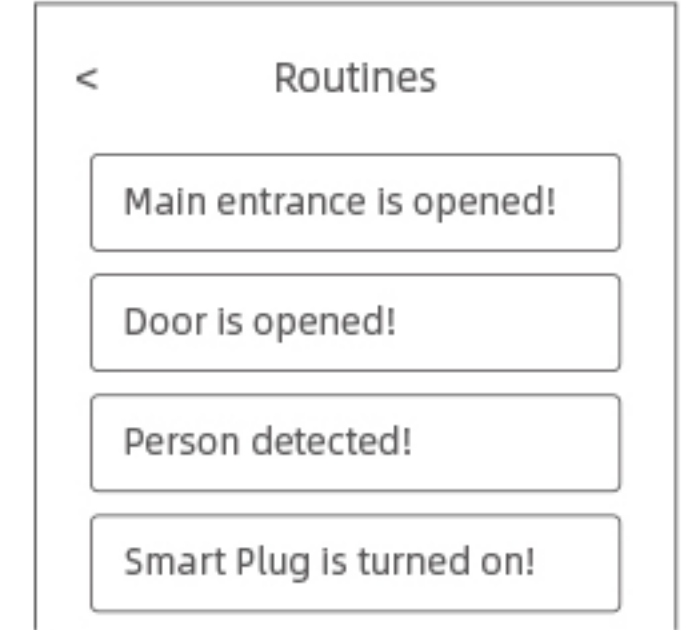 < Routines
Main entrance is opened!
Door is opened!
Person detected!
Smart Plug is turned on!